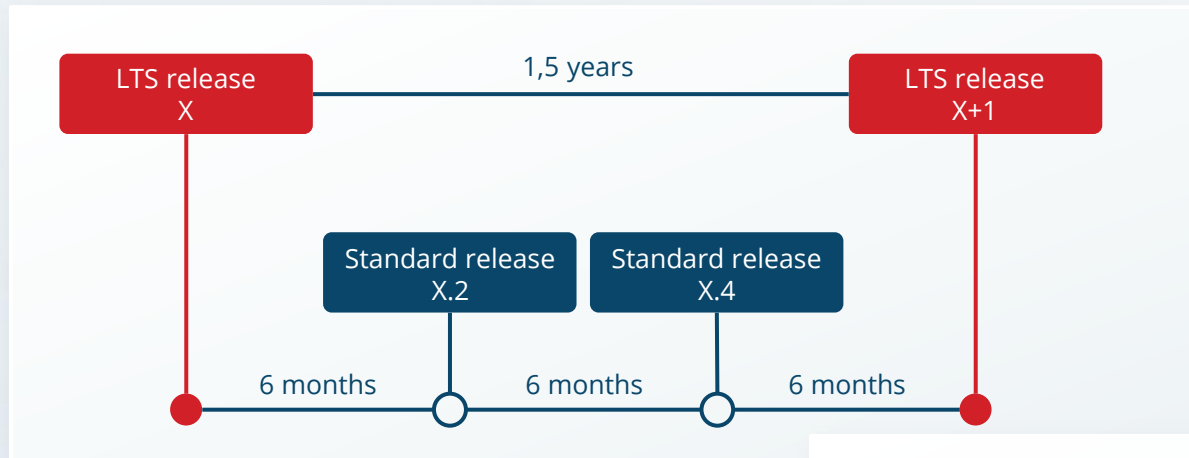 1,5 years
LTS release
X
LTS release
X+1
Standard release
X.2
Standard release
X.4
6 months
6 months
6 months